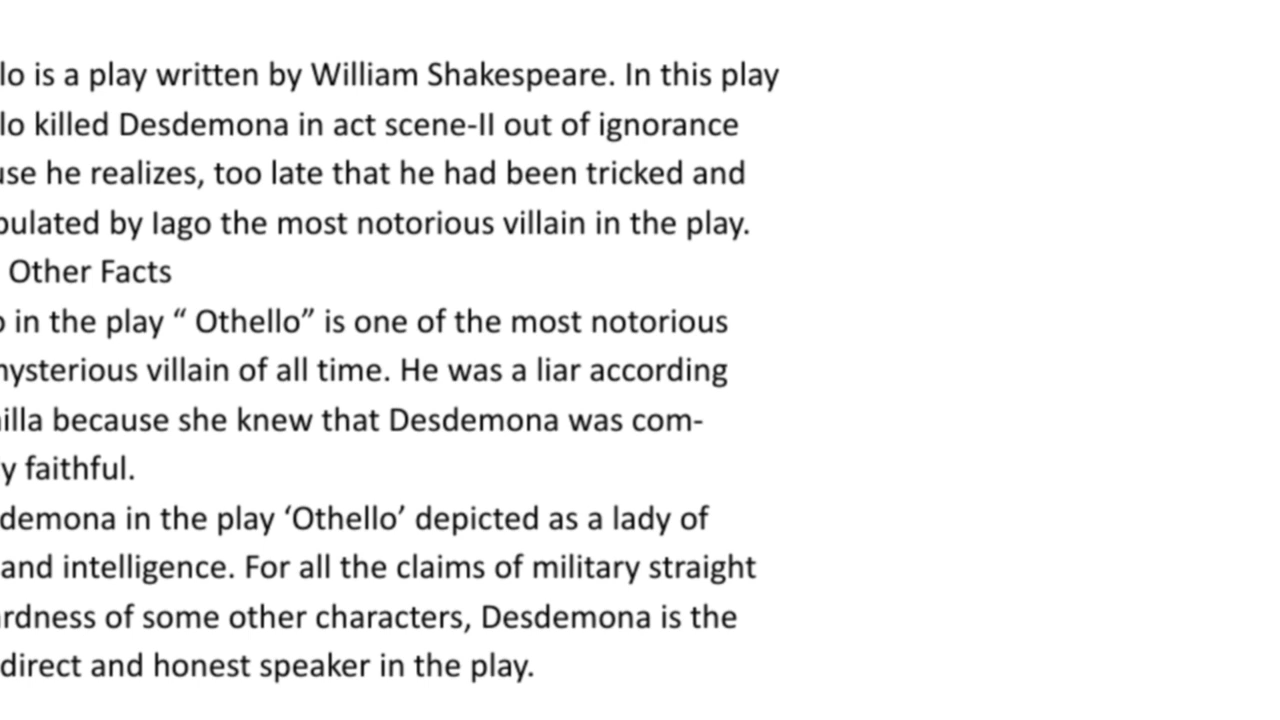 lo is a play written by William Shakespeare. In this play
lo killed Desdemona in act scene-II out of ignorance
use he realizes, too late that he had been tricked and
pulated by Iago the most notorious villain in the play.
Other Facts
o in the play “ Othello” is one of the most notorious
mysterious villain of all time. He was a liar according
illa because she knew that Desdemona was com-
y faithful.
demona in the play ‘Othello’ depicted as a lady of
and intelligence. For all the claims of military straight
rdness of some other characters, Desdemona is the
direct and honest speaker in the play.